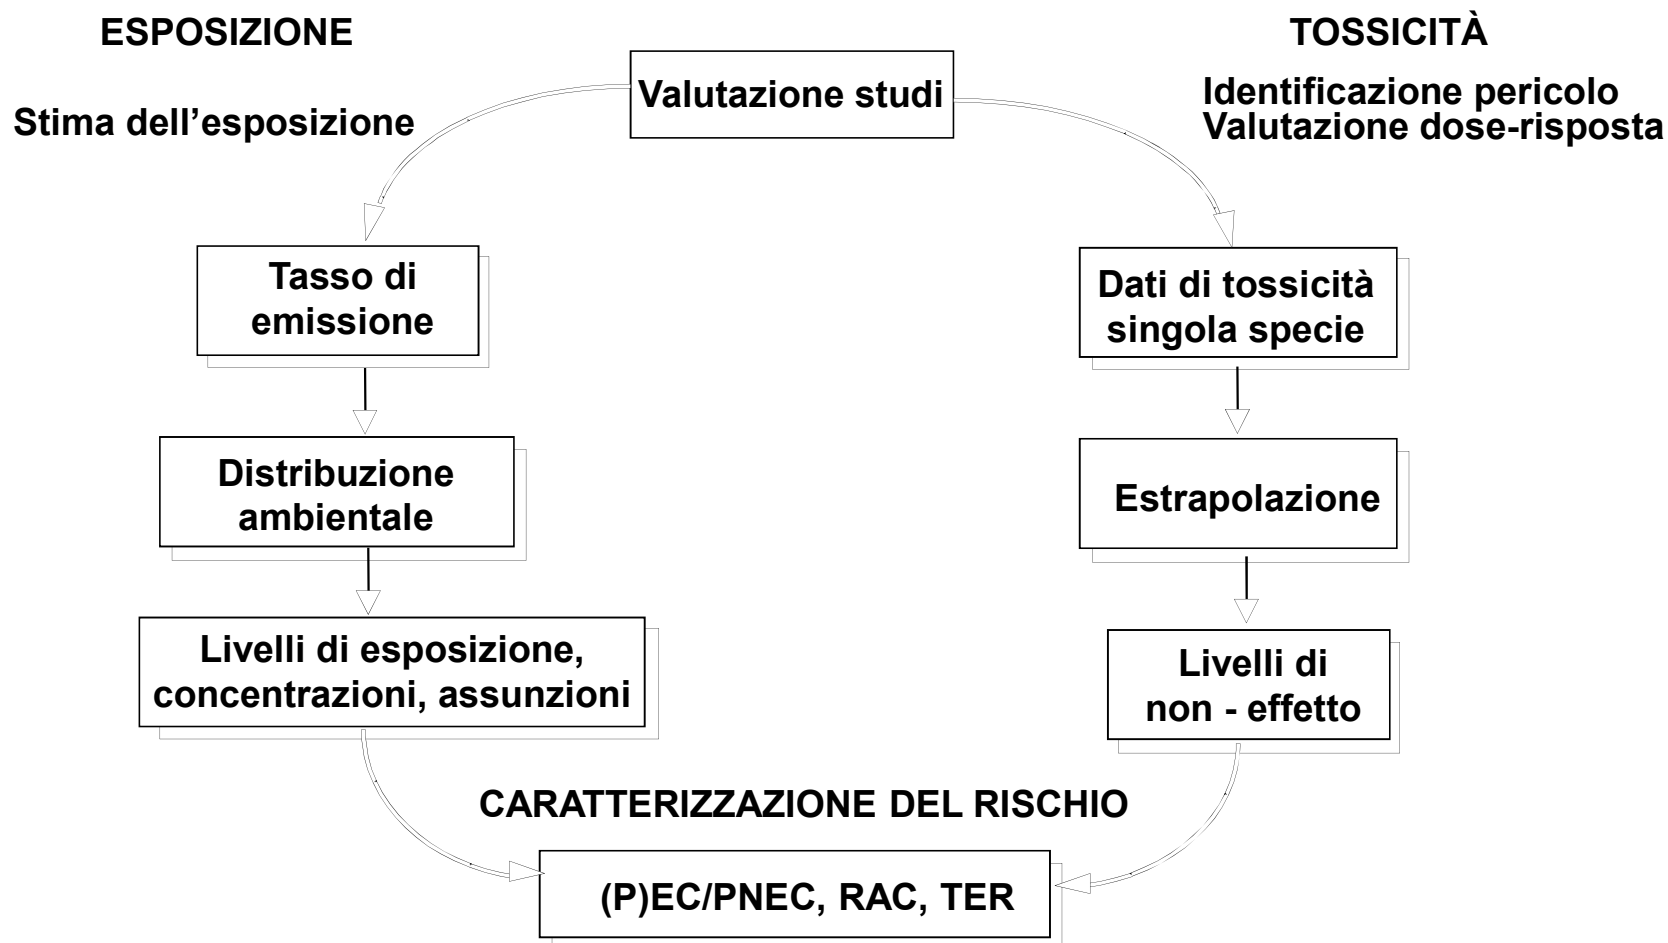 ESPOSIZIONE
TOSSICITÀ
Valutazione studi
Stima dell'esposizione
Identificazione pericolo
Valutazione dose-risposta
Tasso di
emissione
Dati di tossicità
singola specie
Distribuzione
ambientale
Estrapolazione
Livelli di esposizione,
concentrazioni, assunzioni
Livelli di
non - effetto
CARATTERIZZAZIONE DEL RISCHIO
(P)EC/PNEC, RAC, TER